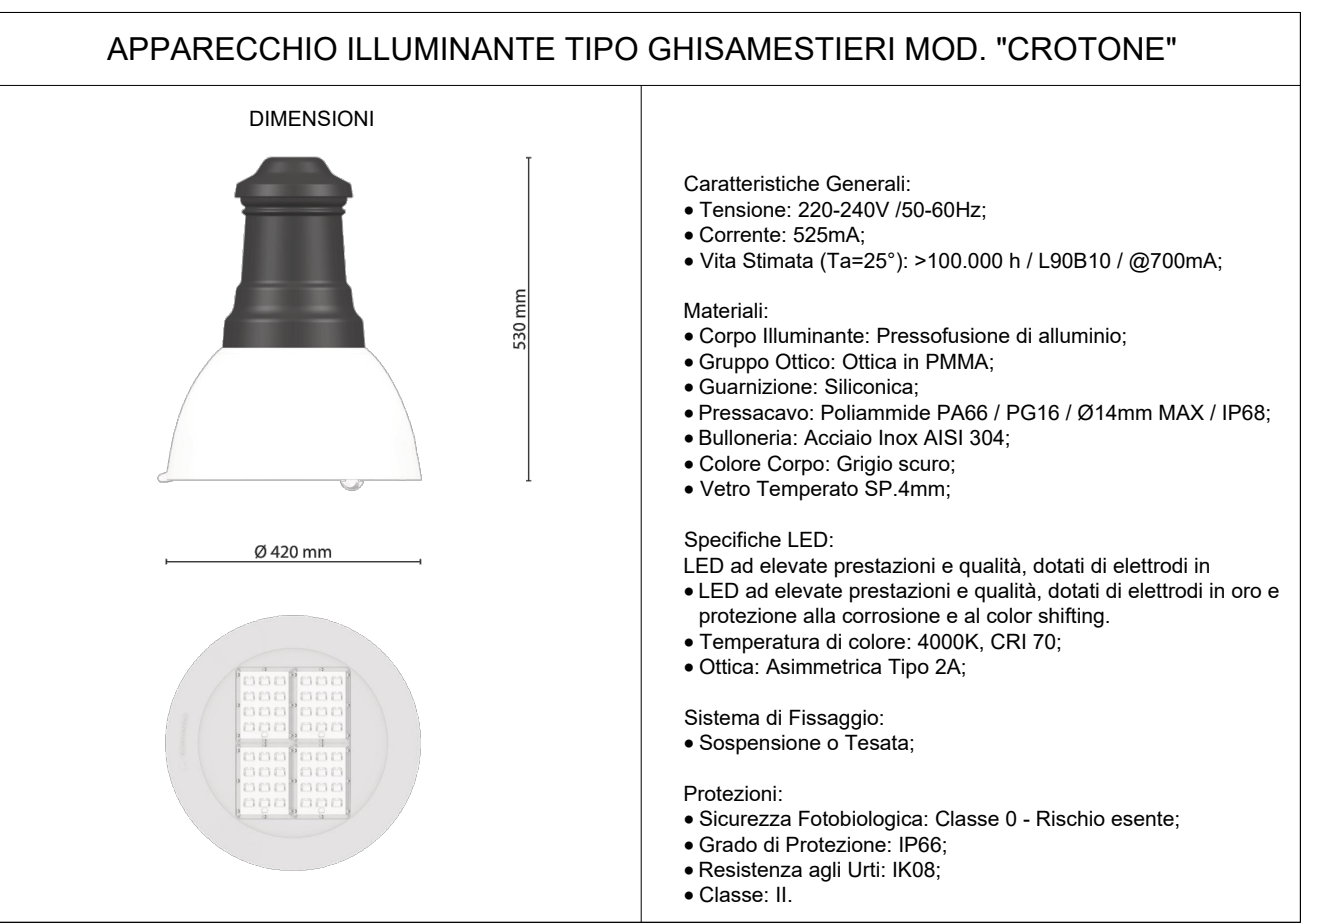 APPARECCHIO ILLUMINANTE TIPO GHISAMESTIERI MOD. "CROTONE"
DIMENSIONI
530 mm
Ø 420 mm
Caratteristiche Generali:
• Tensione: 220-240V /50-60Hz;
• Corrente: 525mA;
• Vita Stimata (Ta=25°): >100.000 h / L90B10 / @700mA;
Materiali:
• Corpo Illuminante: Pressofusione di alluminio;
• Gruppo Ottico: Ottica in PMMA;
• Guarnizione: Siliconica;
• Pressacavo: Poliammide PA66 / PG16 / Ø14mm MAX / IP68;
• Bulloneria: Acciaio Inox AISI 304;
• Colore Corpo: Grigio scuro;
• Vetro Temperato SP.4mm;
Specifiche LED:
LED ad elevate prestazioni e qualità, dotati di elettrodi in
• LED ad elevate prestazioni e qualità, dotati di elettrodi in oro e
protezione alla corrosione e al color shifting.
• Temperatura di colore: 4000K, CRI 70;
• Ottica: Asimmetrica Tipo 2A;
Sistema di Fissaggio:
• Sospensione o Tesata;
Protezioni:
• Sicurezza Fotobiologica: Classe 0 - Rischio esente;
• Grado di Protezione: IP66;
• Resistenza agli Urti: IK08;
• Classe: II.